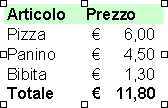 Articolo Prezzo
Pizza € 6,00
Panino € 4,50
Bibita € 1,30
Totale € 11,80